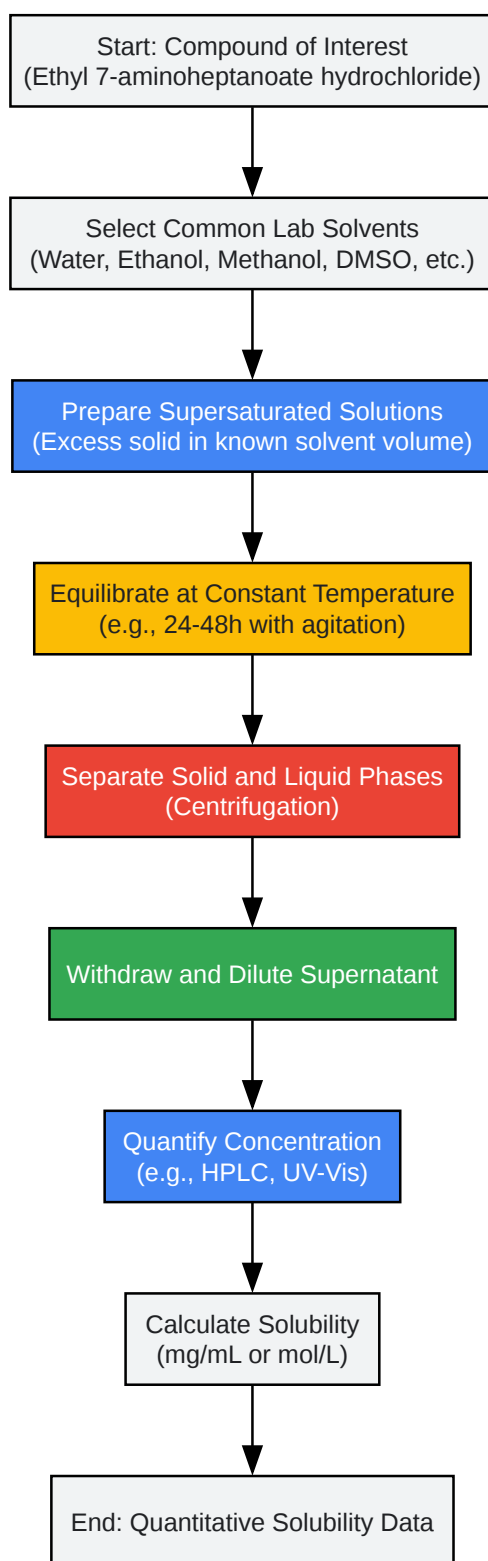 Start: Compound of Interest
(Ethyl 7-aminoheptanoate hydrochloride)
Select Common Lab Solvents
(Water, Ethanol, Methanol, DMSO, etc.)
Prepare Supersaturated Solutions
(Excess solid in known solvent volume)
Equilibrate at Constant Temperature
(e.g., 24-48h with agitation)
Separate Solid and Liquid Phases
(Centrifugation)
Withdraw and Dilute Supernatant
Quantify Concentration
(e.g., HPLC, UV-Vis)
Calculate Solubility
(mg/mL or mol/L)
End: Quantitative Solubility Data